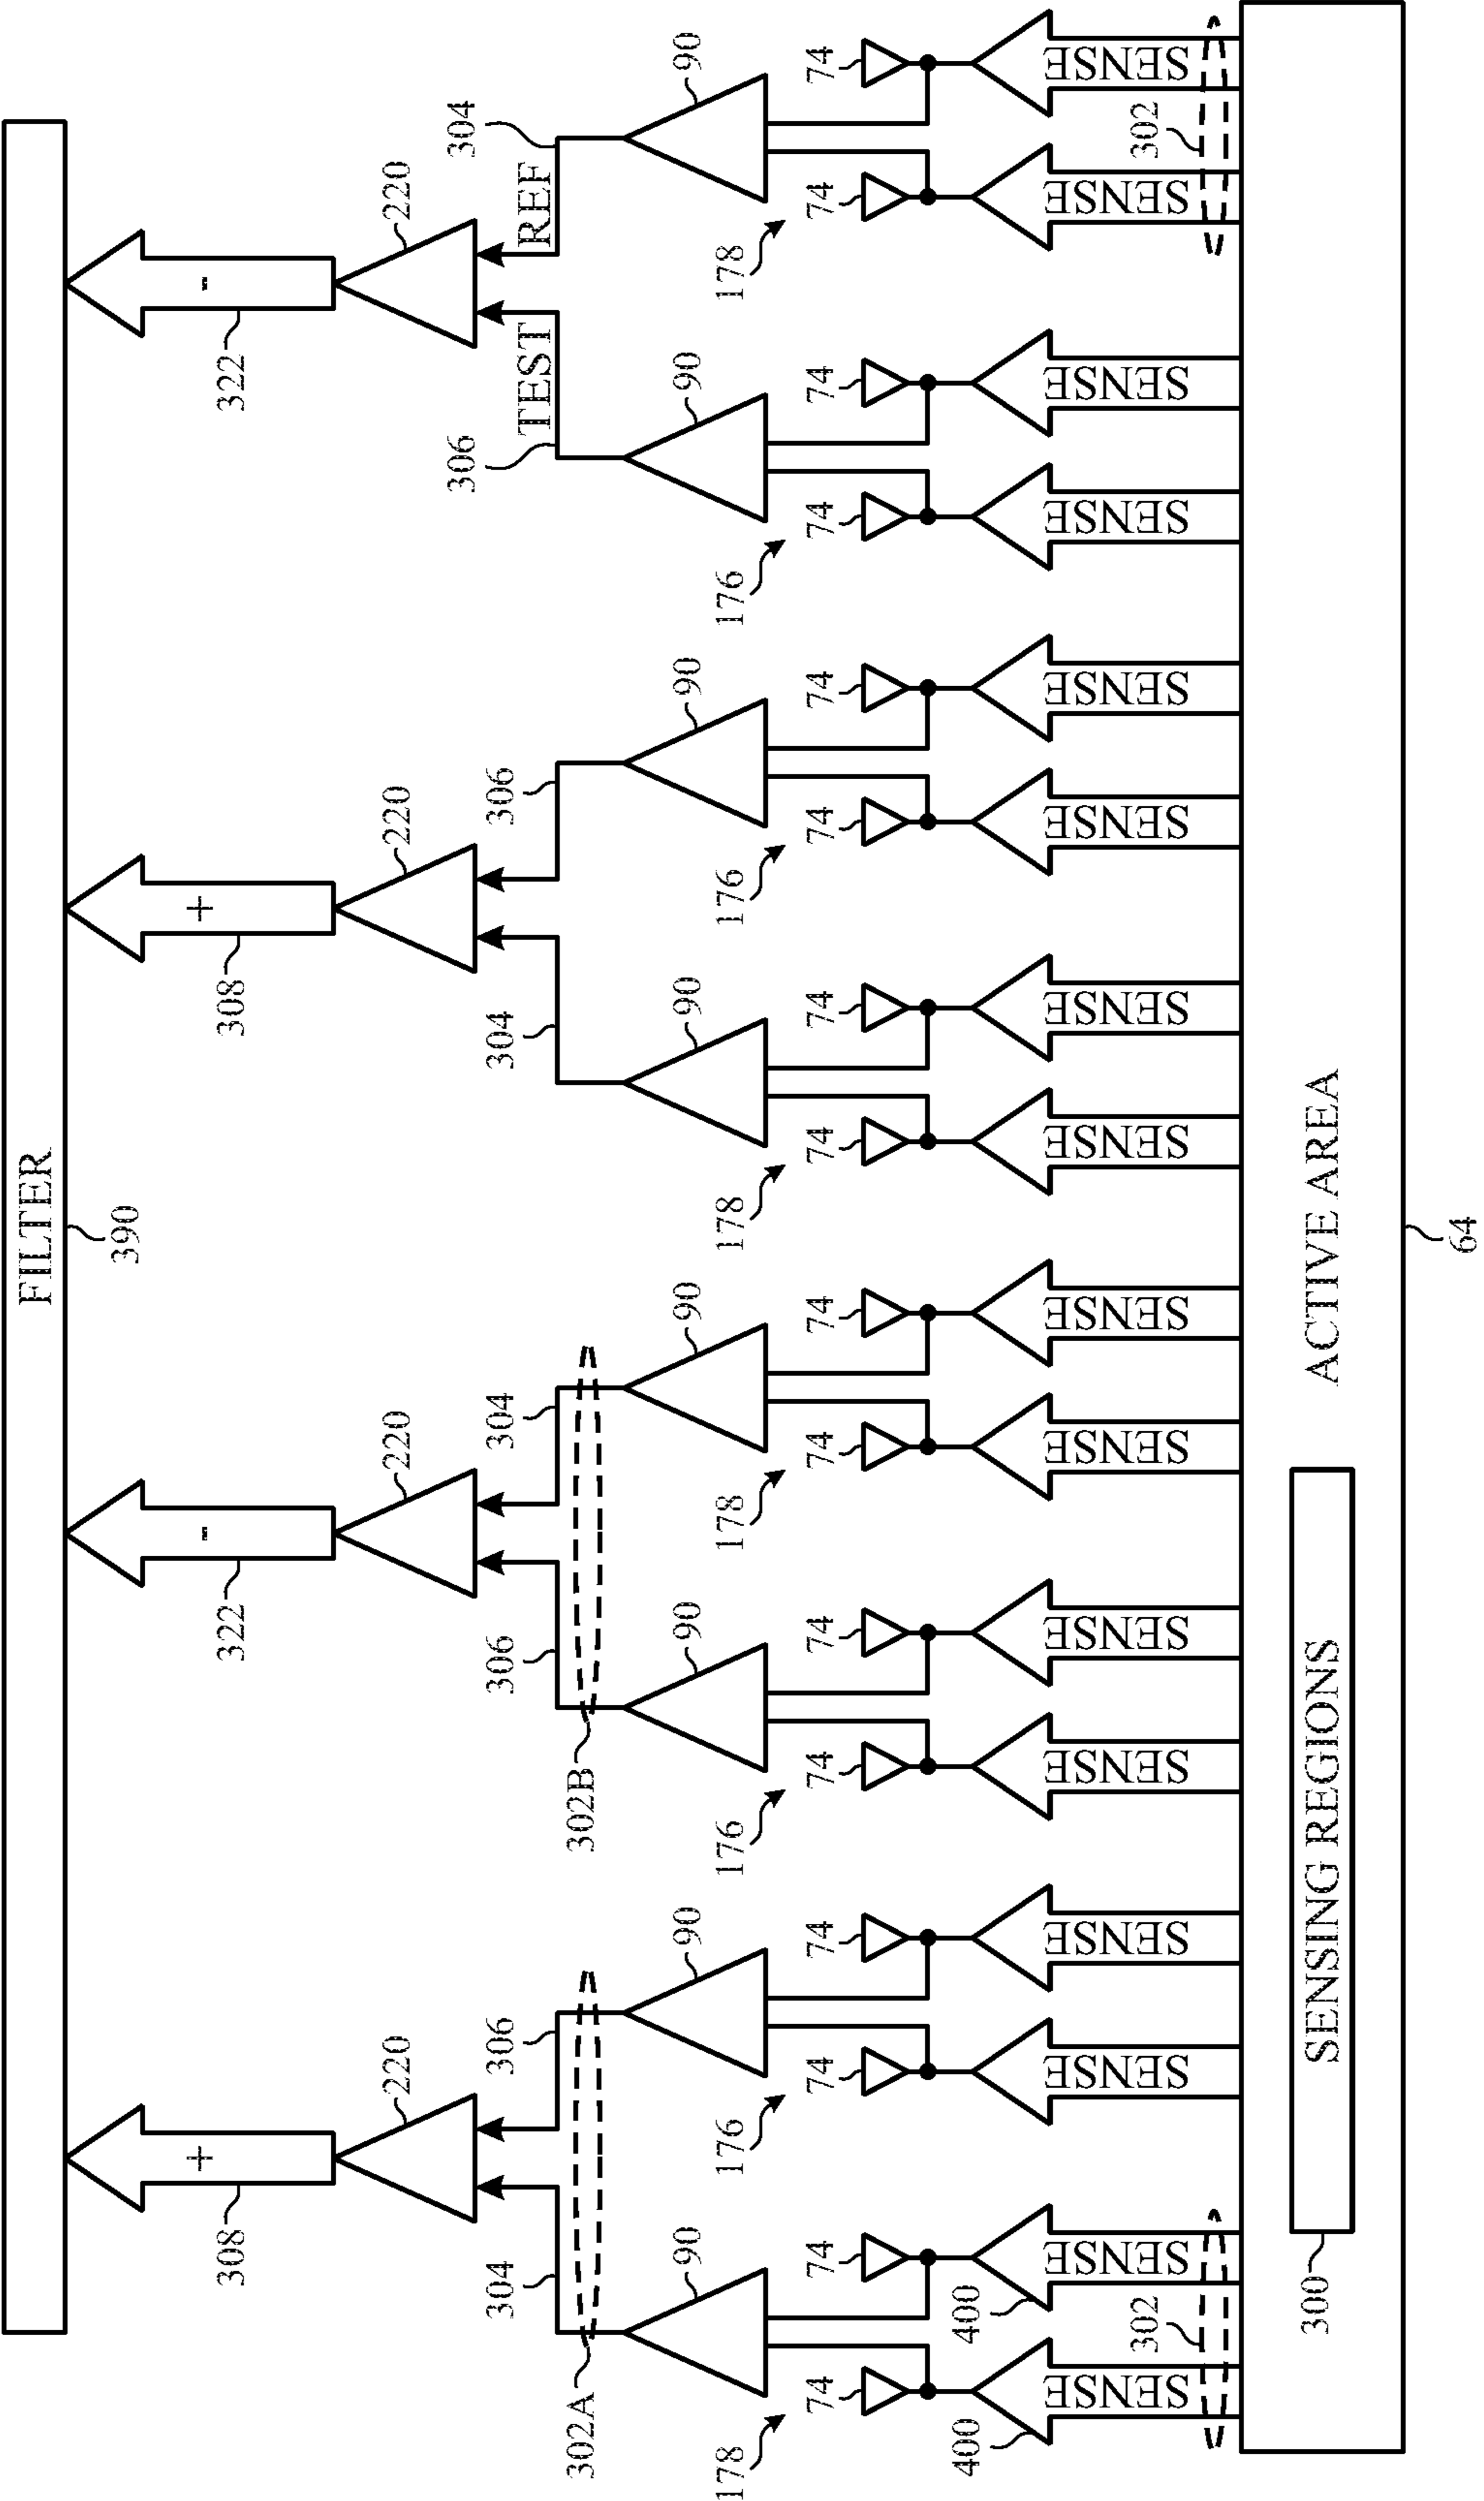 FILTER
390
+ - + -
308 322 308 322
220 220 220 220
304 306 306 304 304 306 306 304
TEST REF
302A 302B
90 90 90 90 90 90 90 90
178 176 176 178 178 176 176 178
74 74 74 74 74 74 74 74 74 74 74 74 74 74 74 74
400 400
SENSE SENSE SENSE SENSE SENSE SENSE SENSE SENSE SENSE SENSE SENSE SENSE SENSE SENSE SENSE SENSE
302 302
SENSING REGIONS ACTIVE AREA
300
64